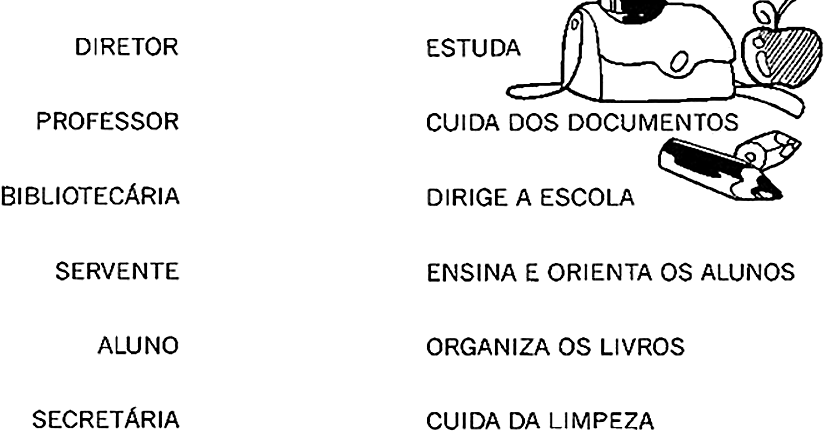 DIRETOR ESTUDA
PROFESSOR CUIDA DOS DOCUMENTOS
BIBLIOTECÁRIA DIRIGE A ESCOLA
SERVENTE ENSINA E ORIENTA OS ALUNOS
ALUNO ORGANIZA OS LIVROS
SECRETÁRIA CUIDA DA LIMPEZA